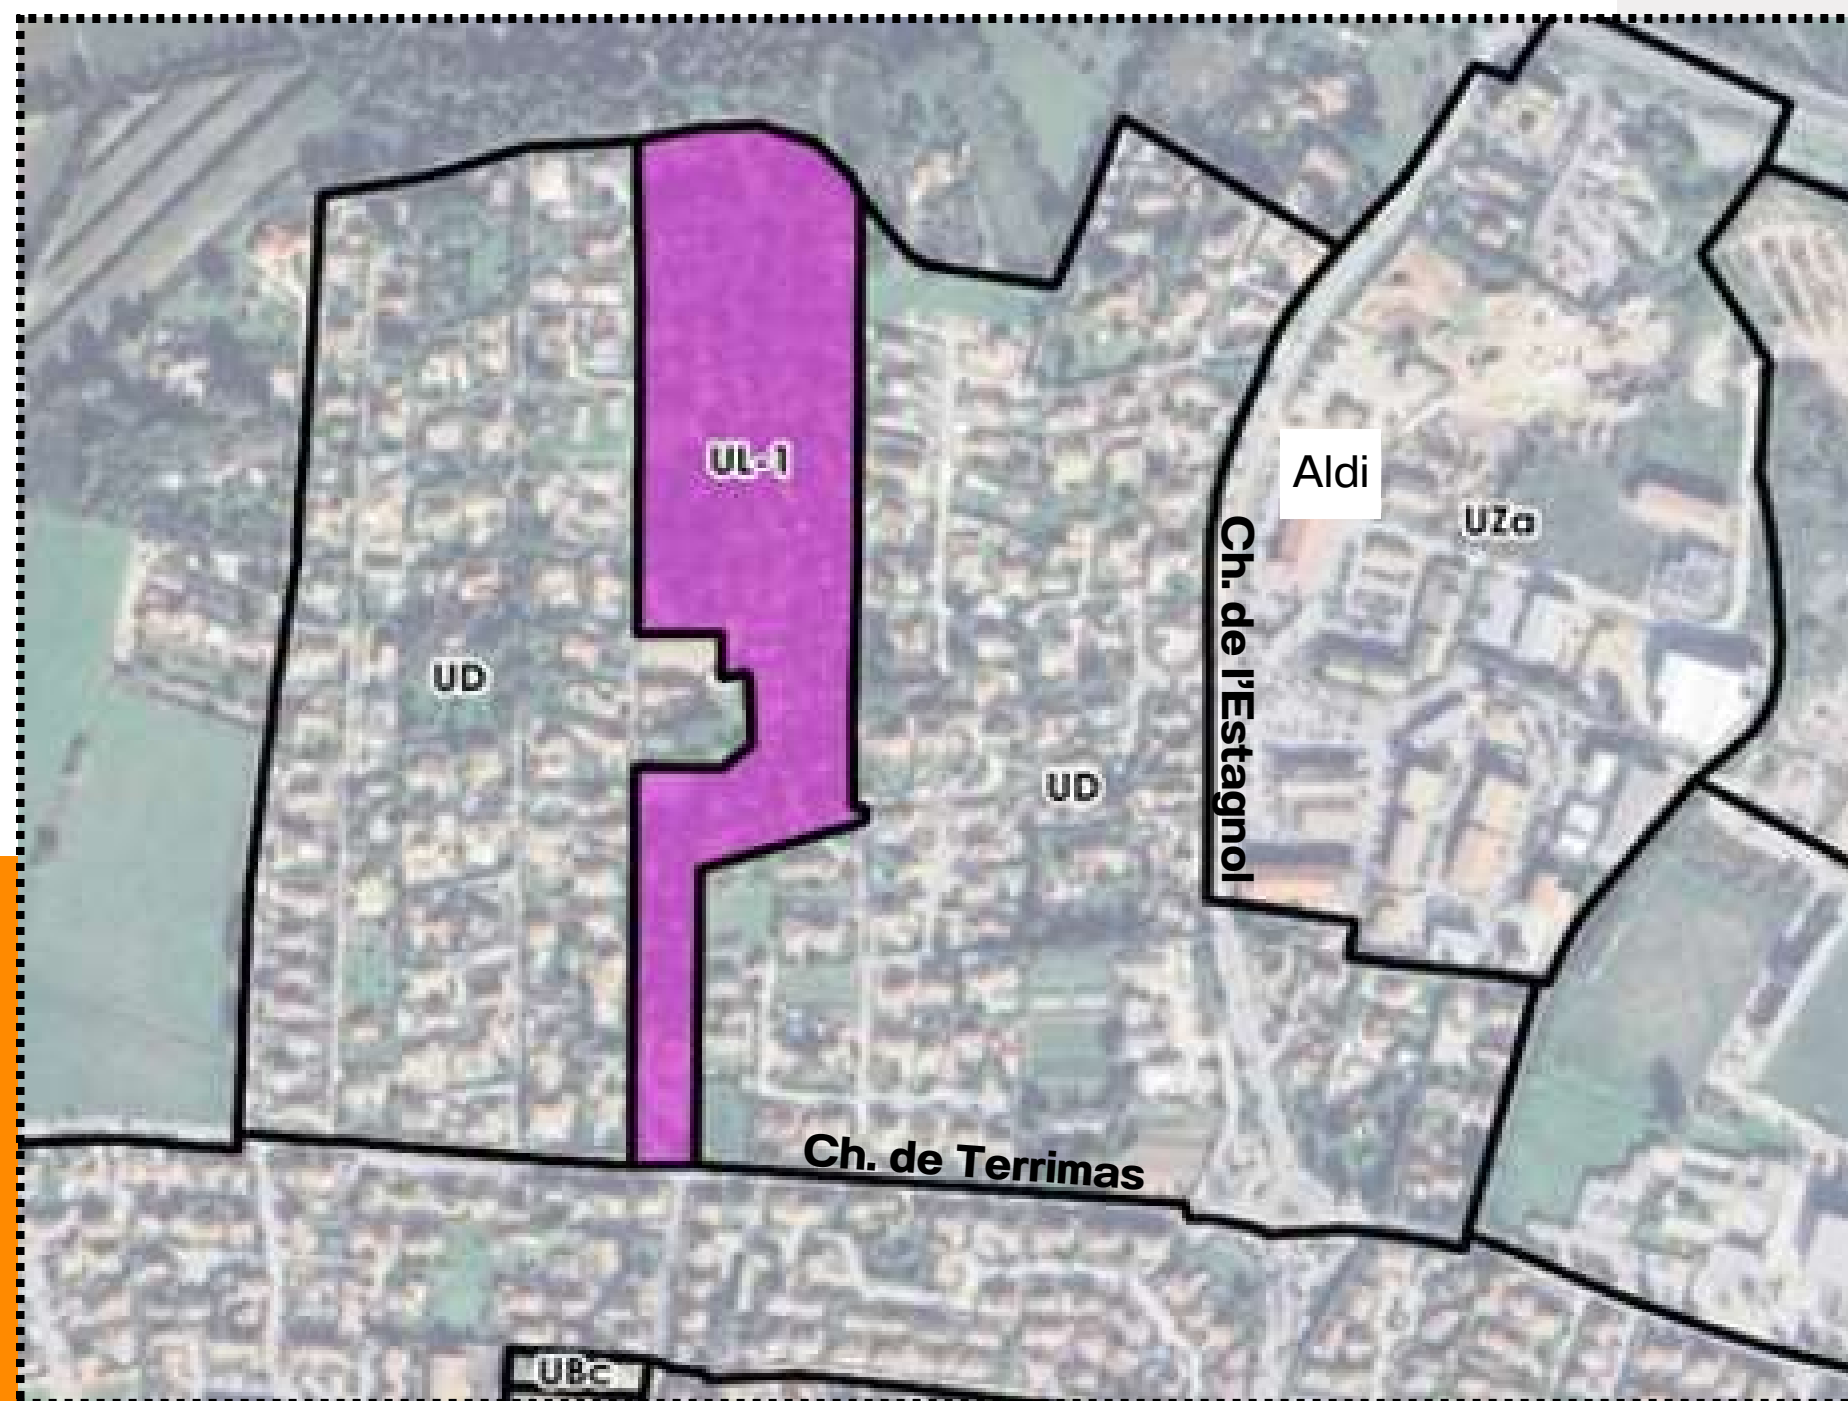 UL-1
Aldi
UZa
Ch. de l'Estagnol
UD
UD
Ch. de Terrimas
UBc